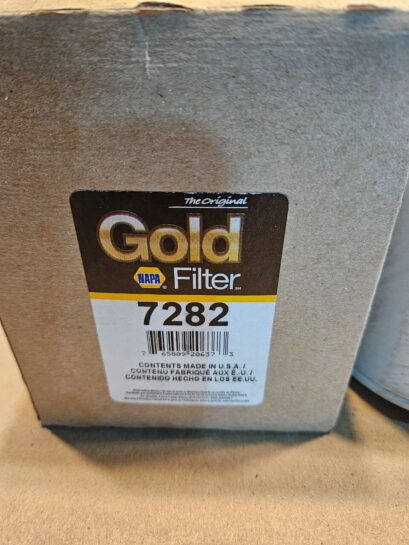 The Original
Gold
NAPA Filter
7282
7 65809 20637 3
CONTENTS MADE IN U.S.A. /
CONTENU FABRIQUÉ AUX É.-U. /
CONTENIDO HECHO EN LOS EE.UU.